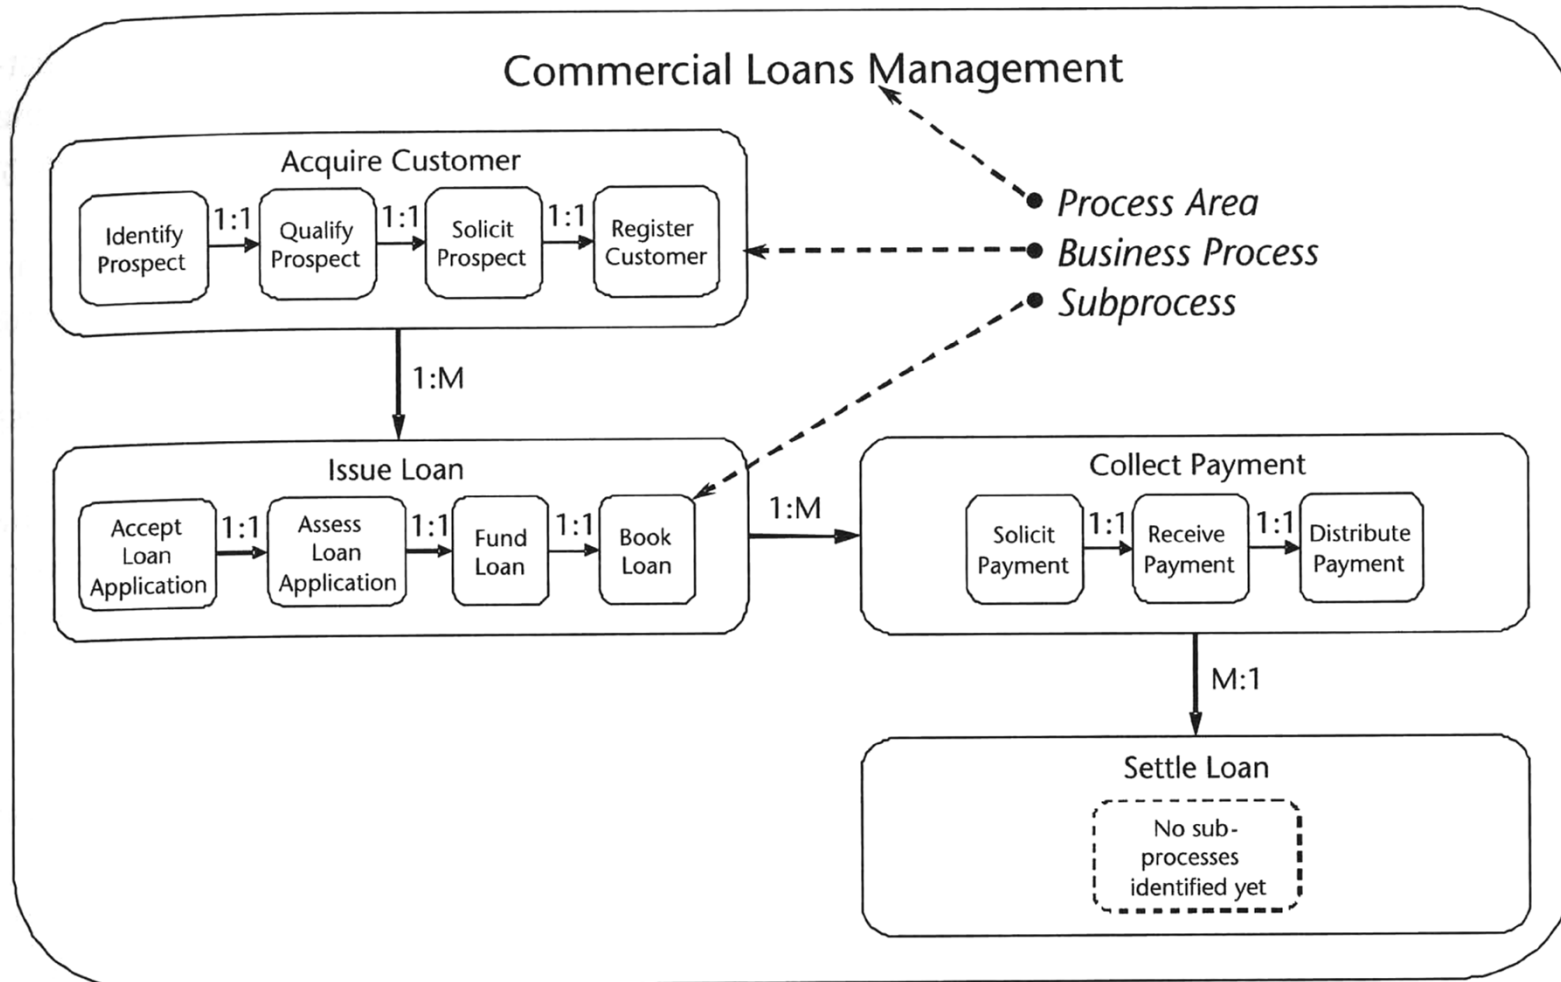 Commercial Loans Management
Acquire Customer
Identify
Prospect
1:1
Qualify
Prospect
1:1
Solicit
Prospect
1:1
Register
Customer
Process Area
Business Process
Subprocess
1:M
Issue Loan
Accept
Loan
Application
1:1
Assess
Loan
Application
1:1
Fund
Loan
1:1
Book
Loan
1:M
Collect Payment
Solicit
Payment
1:1
Receive
Payment
1:1
Distribute
Payment
M:1
Settle Loan
No sub-
processes
identified yet